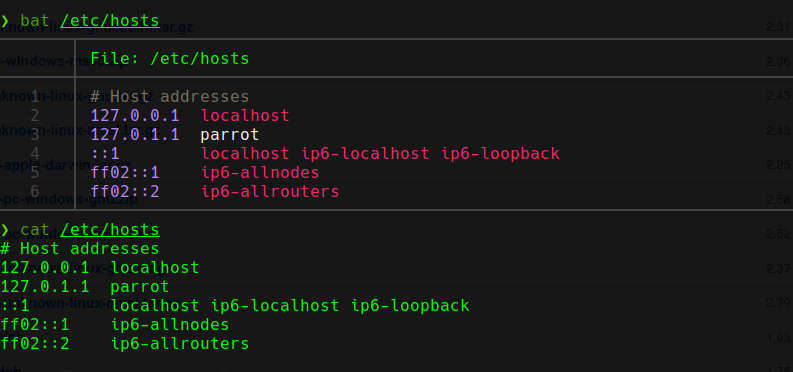 ❯ bat /etc/hosts
File: /etc/hosts
1 # Host addresses
2 127.0.0.1  localhost
3 127.0.1.1  parrot
4 ::1        localhost ip6-localhost ip6-loopback
5 ff02::1    ip6-allnodes
6 ff02::2    ip6-allrouters
❯ cat /etc/hosts
# Host addresses
127.0.0.1  localhost
127.0.1.1  parrot
::1        localhost ip6-localhost ip6-loopback
ff02::1    ip6-allnodes
ff02::2    ip6-allrouters